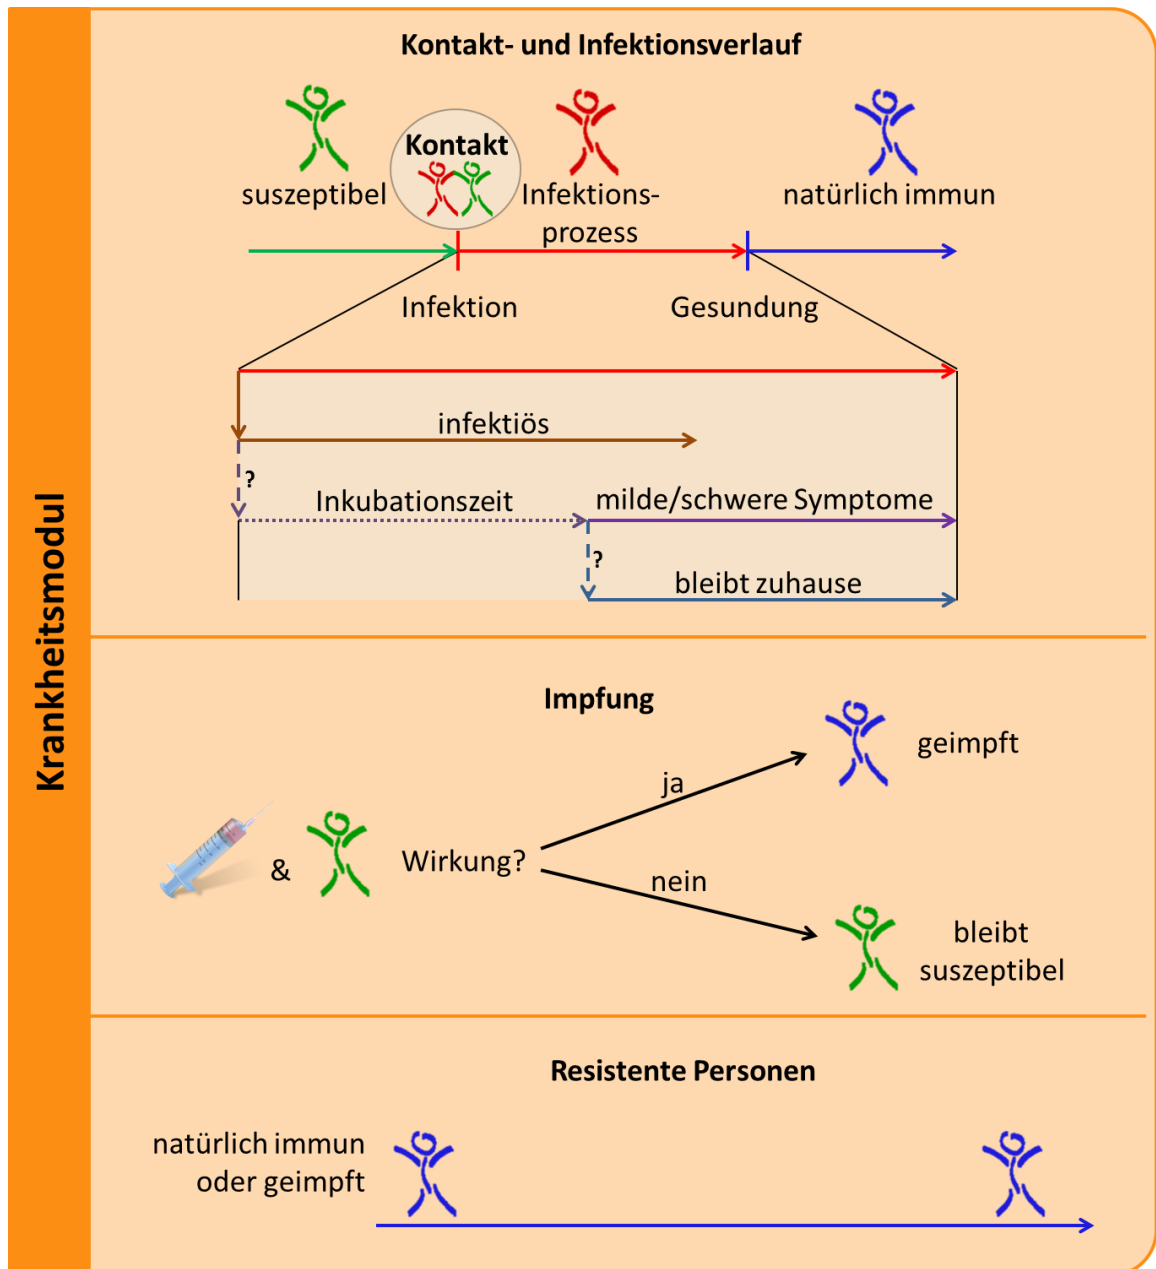 Krankheitsmodul
Kontakt- und Infektionsverlauf
Kontakt
suszeptibel
Infektions-
prozess
natürlich immun
Infektion
Gesundung
infektiös
?
Inkubationszeit
milde/schwere Symptome
?
bleibt zuhause
Impfung
geimpft
ja
&
Wirkung?
nein
bleibt
suszeptibel
Resistente Personen
natürlich immun
oder geimpft